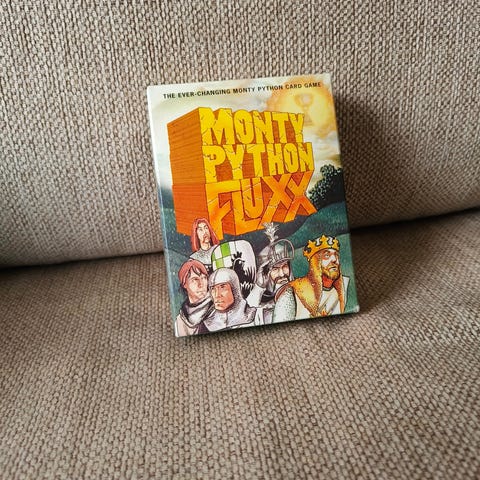 THE EVER-CHANGING MONTY PYTHON CARD GAME
MONTY
PYTHON
FLUXX